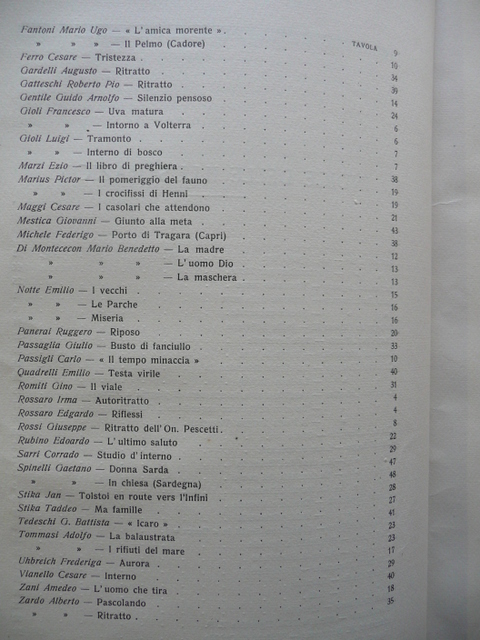 TAVOLA
Fantoni Mario Ugo — « L'amica morente ». 9
» » » — Il Pelmo (Cadore) 10
Ferro Cesare — Tristezza 34
Gardelli Augusto — Ritratto 39
Gatteschi Roberto Pio — Ritratto 14
Gentile Guido Arnolfo — Silenzio pensoso 24
Gioli Francesco — Uva matura 6
» » — Intorno a Volterra 6
Gioli Luigi — Tramonto 7
» » — Interno di bosco 7
Marzi Ezio — Il libro di preghiera 38
Marius Pictor — Il pomeriggio del fauno 19
» » — I crocifissi di Henni 19
Maggi Cesare — I casolari che attendono 21
Mestica Giovanni — Giunto alla meta 43
Michele Federigo — Porto di Tragara (Capri) 38
Di Montececon Mario Benedetto — La madre 12
» » » — L'uomo Dio 13
» » » — La maschera 13
Notte Emilio — I vecchi 15
» » — Le Parche 16
» » — Miseria 16
Panerai Ruggero — Riposo 20
Passaglia Giulio — Busto di fanciullo 33
Passigli Carlo — « Il tempo minaccia » 10
Quadrelli Emilio — Testa virile 40
Romiti Gino — Il viale 31
Rossaro Irma — Autoritratto 4
Rossaro Edgardo — Riflessi 4
Rossi Giuseppe — Ritratto dell'On. Pescetti 8
Rubino Edoardo — L'ultimo saluto 22
Sarri Corrado — Studio d'interno 29
Spinelli Gaetano — Donna Sarda 47
» » — In chiesa (Sardegna) 48
Stika Jan — Tolstoi en route vers l'Infini 28
Stika Taddeo — Ma famille 27
Tedeschi G. Battista — « Icaro » 41
Tommasi Adolfo — La balaustrata 23
» » — I rifiuti del mare 23
Uhbreich Frederiga — Aurora 17
Vianello Cesare — Interno 29
Zani Amedeo — L'uomo che tira 40
Zardo Alberto — Pascolando 18
» » — Ritratto 35